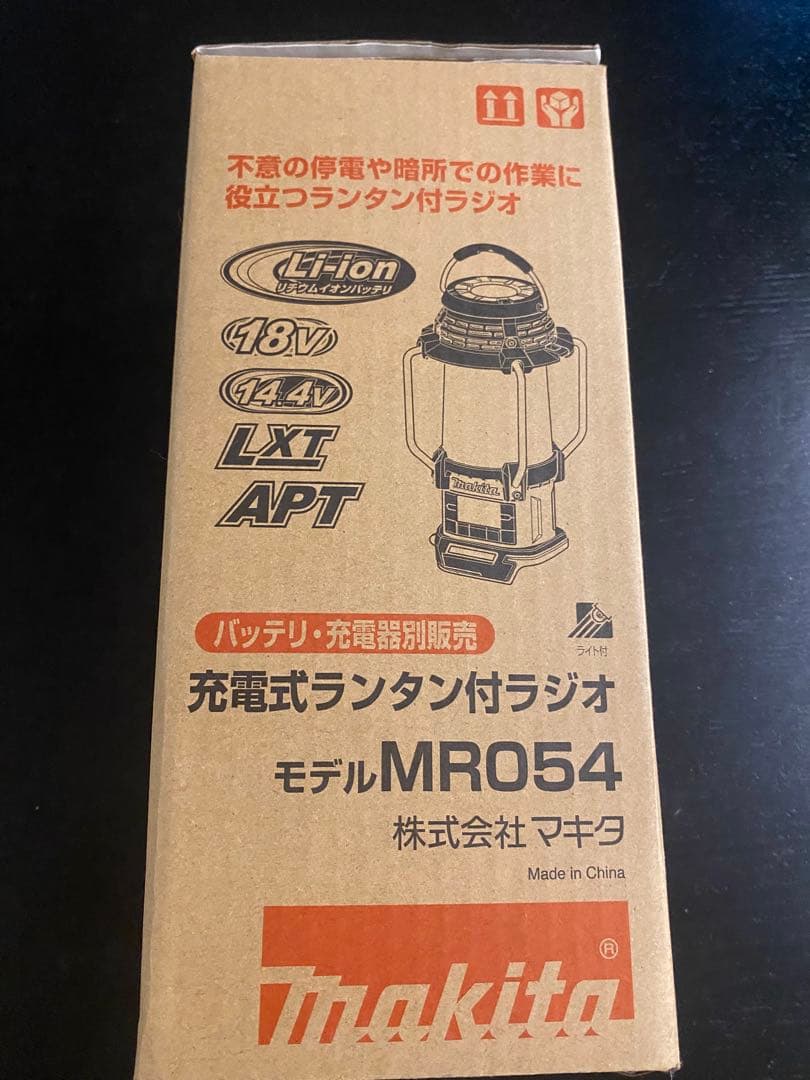 不意の停電や暗所での作業に
役立つランタン付ラジオ
Li-ion
リチウムイオンバッテリ
18V
14.4V
LXT
APT
makita
バッテリ・充電器別販売
ライト付
充電式ランタン付ラジオ
モデルMR054
株式会社マキタ
Made in China
makita®